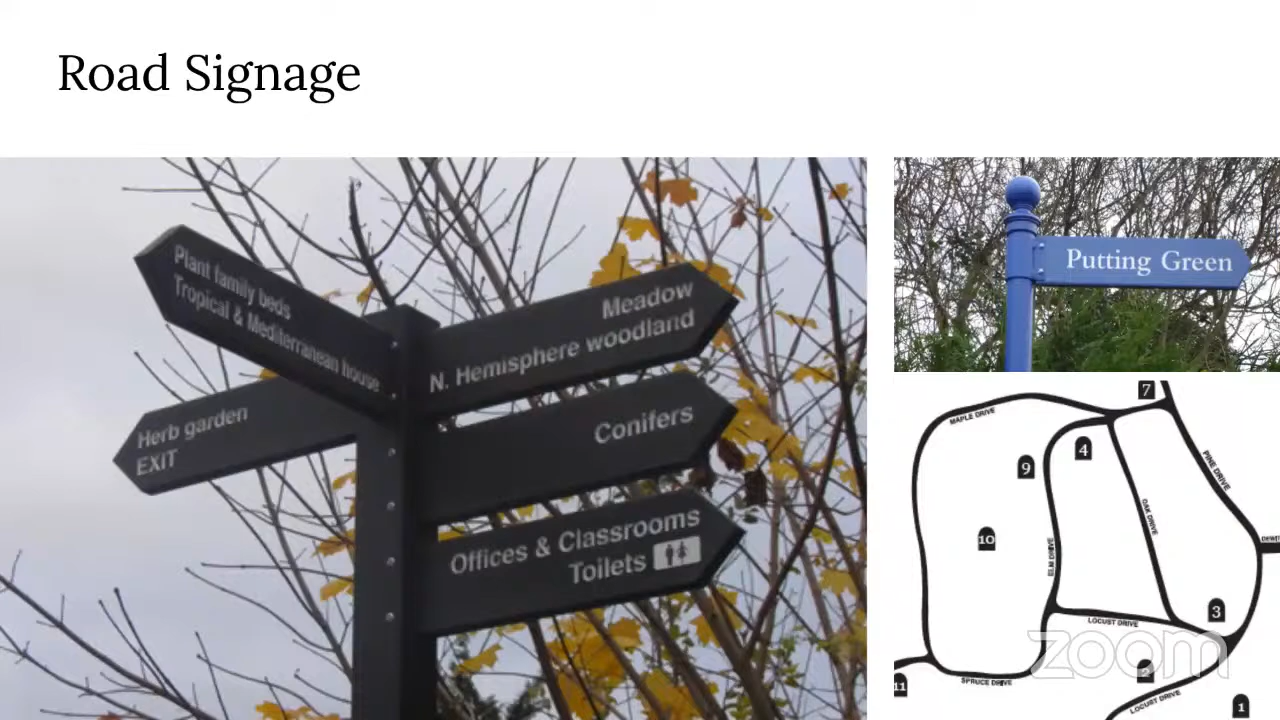 Road Signage
Plant family beds
Tropical & Mediterranean house
Meadow
N. Hemisphere woodland
Herb garden
EXIT
Conifers
Offices & Classrooms
Toilets
Putting Green
7
MAPLE DRIVE
4
9
PINE DRIVE
OAK DRIVE
10
ELM DRIVE
3
LOCUST DRIVE
zoom
2
11
SPRUCE DRIVE
LOCUST DRIVE
1